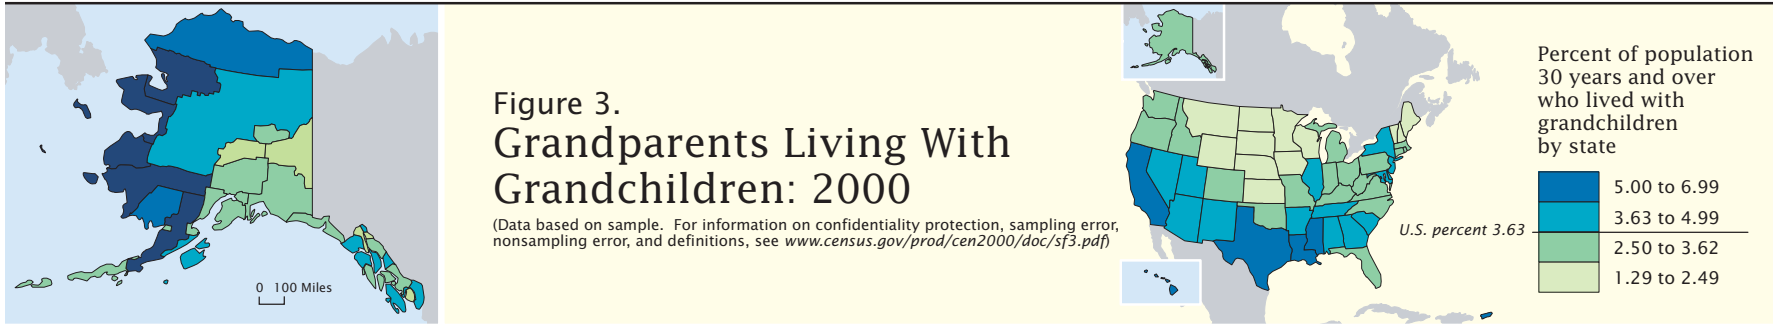 Figure 3.
Grandparents Living With
Grandchildren: 2000
(Data based on sample. For information on confidentiality protection, sampling error,
nonsampling error, and definitions, see www.census.gov/prod/cen2000/doc/sf3.pdf)
0 100 Miles
Percent of population
30 years and over
who lived with
grandchildren
by state
5.00 to 6.99
3.63 to 4.99
U.S. percent 3.63
2.50 to 3.62
1.29 to 2.49